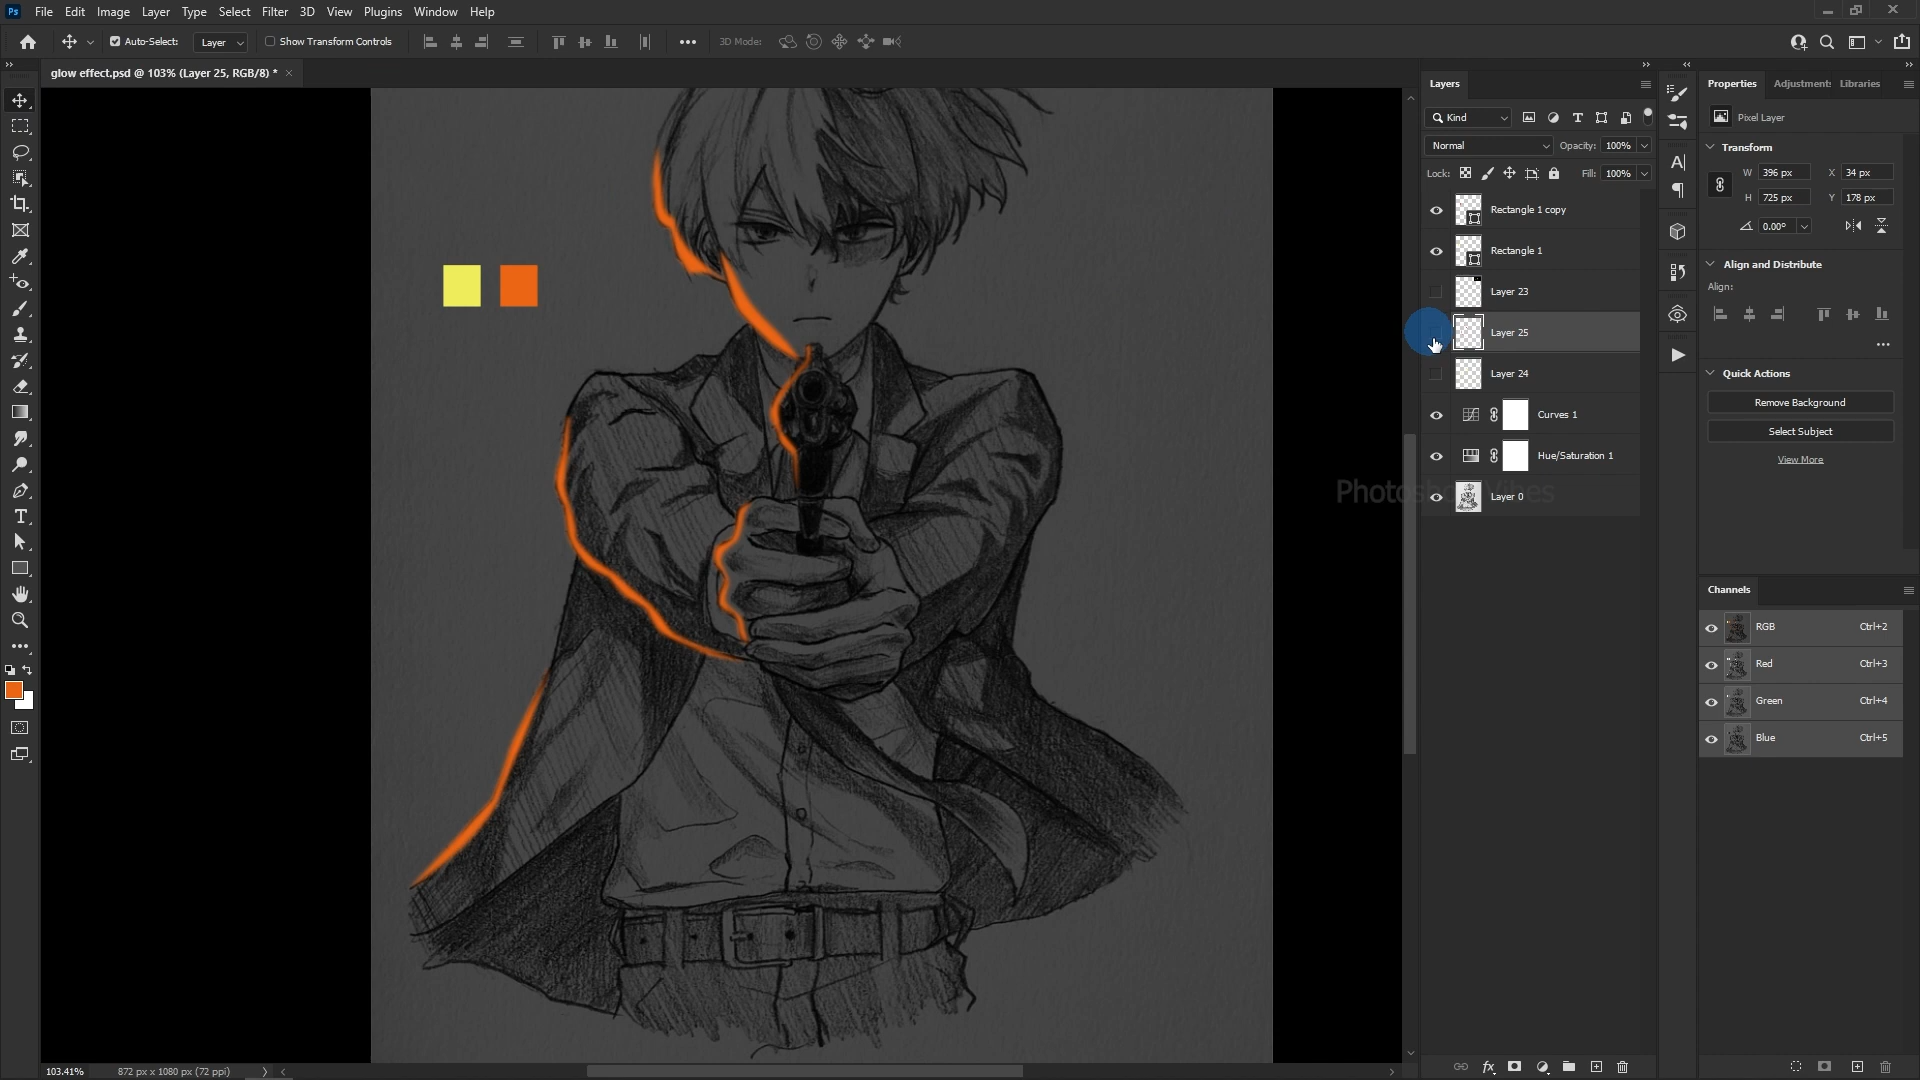 Ps File Edit Image Layer Type Select Filter 3D View Plugins Window Help
Auto-Select: Layer Show Transform Controls 3D Mode:
glow effect.psd @ 103% (Layer 25, RGB/8) *
Layers
Kind
Normal Opacity: 100%
Lock: Fill: 100%
Rectangle 1 copy
Rectangle 1
Layer 23
Layer 25
Layer 24
Curves 1
Hue/Saturation 1
Layer 0
Photoshop Vibes
Properties Adjustments Libraries
Pixel Layer
Transform
W 396 px X 34 px
H 725 px Y 178 px
0.00°
Align and Distribute
Align:
Quick Actions
Remove Background
Select Subject
View More
Channels
RGB Ctrl+2
Red Ctrl+3
Green Ctrl+4
Blue Ctrl+5
103.41% 872 px x 1080 px (72 ppi)